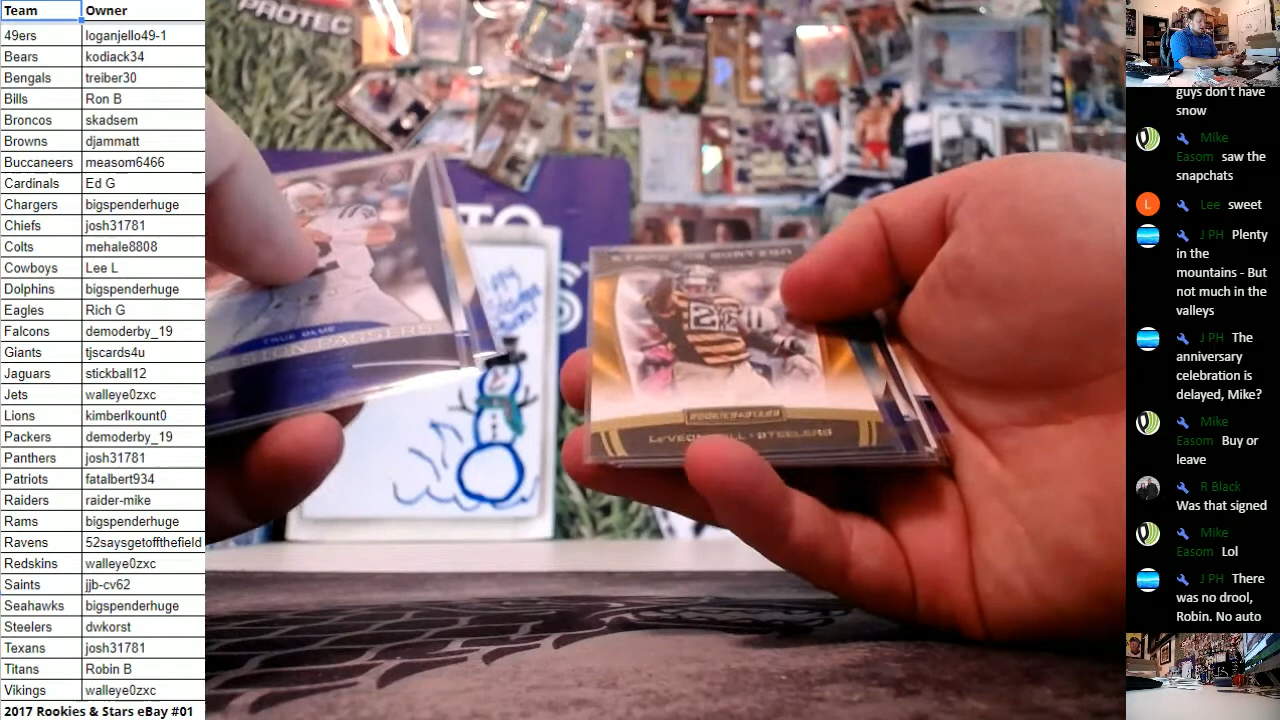 Team Owner
49ers loganjello49-1
Bears kodiack34
Bengals treiber30
Bills Ron B
Broncos skadsem
Browns djammatt
Buccaneers measom6466
Cardinals Ed G
Chargers bigspenderhuge
Chiefs josh31781
Colts mehale8808
Cowboys Lee L
Dolphins bigspenderhuge
Eagles Rich G
Falcons demoderby_19
Giants tjscards4u
Jaguars stickball12
Jets walleye0zxc
Lions kimberlkount0
Packers demoderby_19
Panthers josh31781
Patriots fatalbert934
Raiders raider-mike
Rams bigspenderhuge
Ravens 52saysgetoffthefield
Redskins walleye0zxc
Saints jjb-cv62
Seahawks bigspenderhuge
Steelers dwkorst
Texans josh31781
Titans Robin B
Vikings walleye0zxc
2017 Rookies & Stars eBay #01
PROTEC
TRUE BLUE
PASSERS
ROOKIES & STARS
STEELERS
guys don't have
snow
Mike
Easom saw the
snapchats
L
Lee sweet
J PH Plenty
in the
mountains - But
not much in the
valleys
J PH The
anniversary
celebration is
delayed, Mike?
Mike
Easom Buy or
leave
R Black
Was that signed
Mike
Easom Lol
J PH There
was no drool,
Robin. No auto